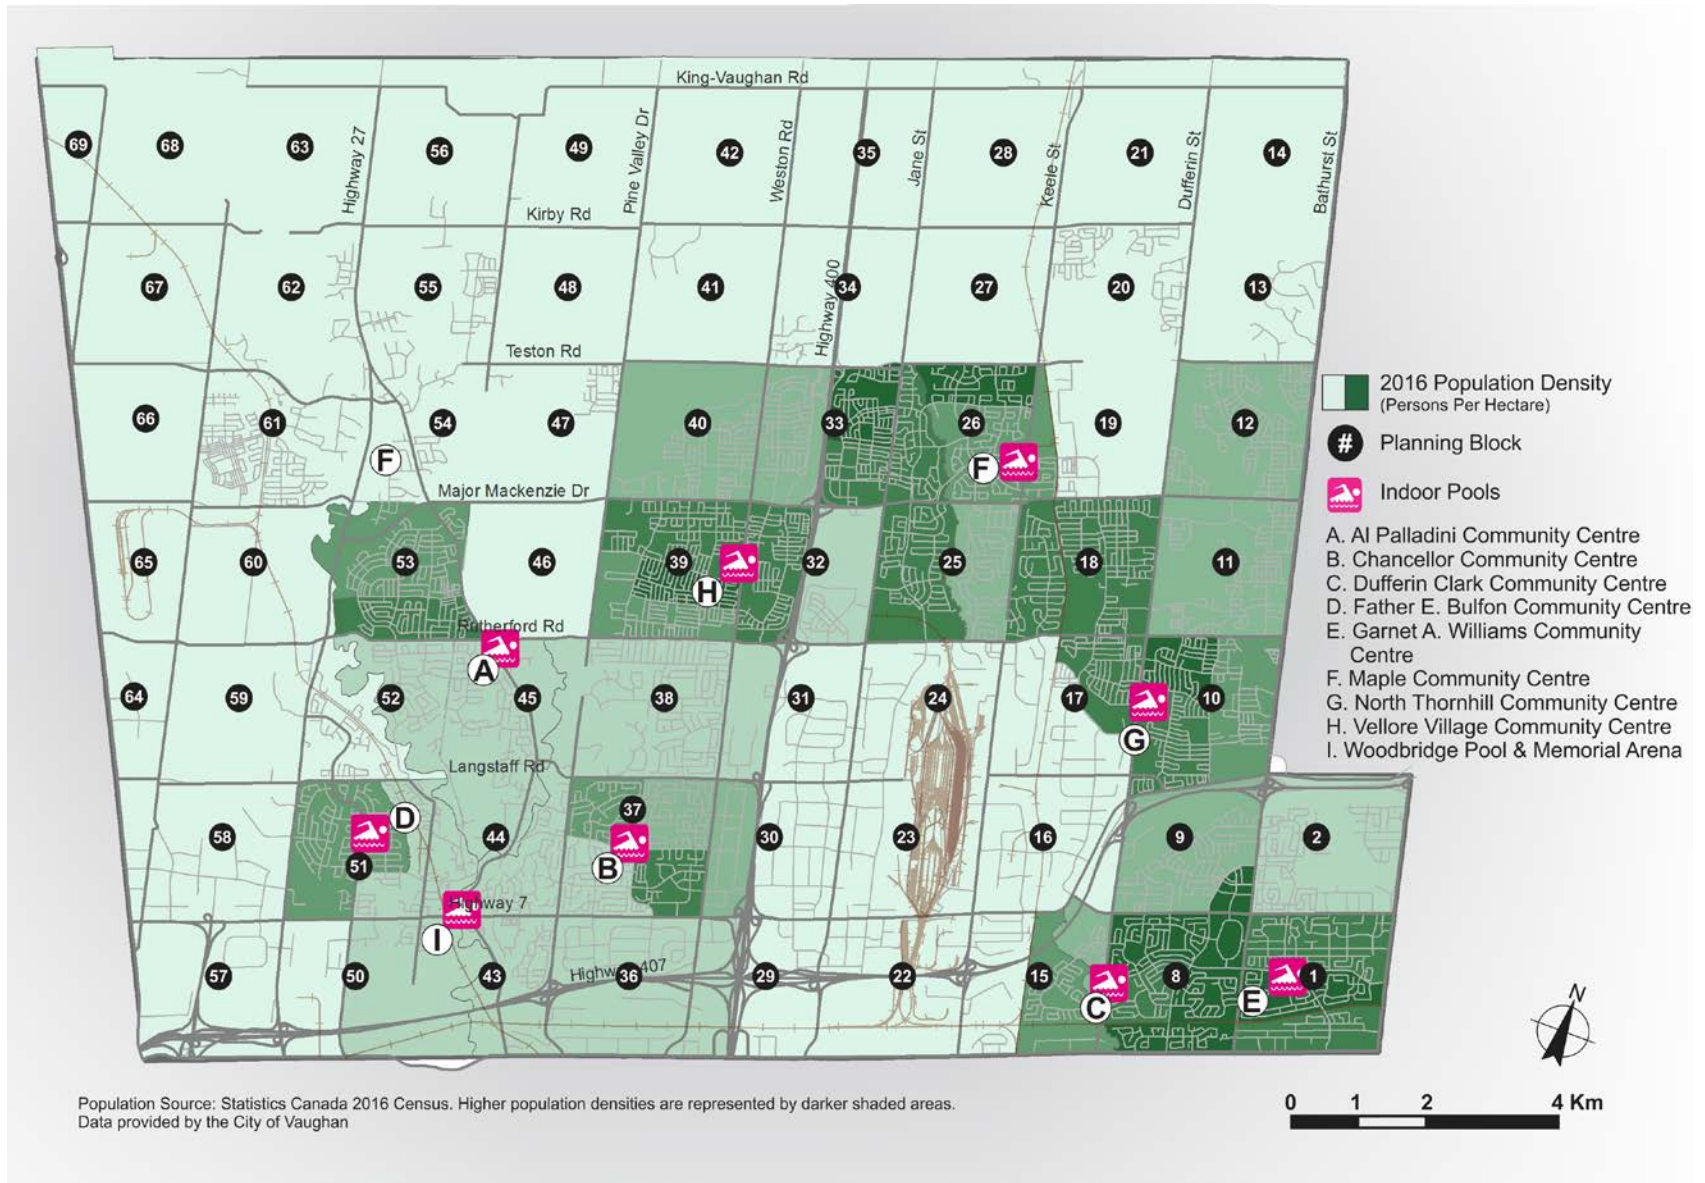 King-Vaughan Rd
69
68
63
Highway 27
56
49
Pine Valley Dr
42
Weston Rd
35
Jane St
28
Keele St
21
Dufferin St
14
Bathurst St
Kirby Rd
67
62
55
48
41
Highway 400
34
27
20
13
Teston Rd
66
61
F
54
47
40
33
26
F
19
12
Major Mackenzie Dr
65
60
53
46
39
H
32
25
18
11
Rutherford Rd
A
64
59
52
45
38
31
24
17
G
10
Langstaff Rd
58
51
D
44
37
B
30
23
16
9
2
Highway 7
I
57
50
43
Highway 407
36
29
22
15
C
8
E
1
2016 Population Density
(Persons Per Hectare)
# Planning Block
Indoor Pools
A. Al Palladini Community Centre
B. Chancellor Community Centre
C. Dufferin Clark Community Centre
D. Father E. Bulfon Community Centre
E. Garnet A. Williams Community
Centre
F. Maple Community Centre
G. North Thornhill Community Centre
H. Vellore Village Community Centre
I. Woodbridge Pool & Memorial Arena
N
0 1 2 4 Km
Population Source: Statistics Canada 2016 Census. Higher population densities are represented by darker shaded areas.
Data provided by the City of Vaughan